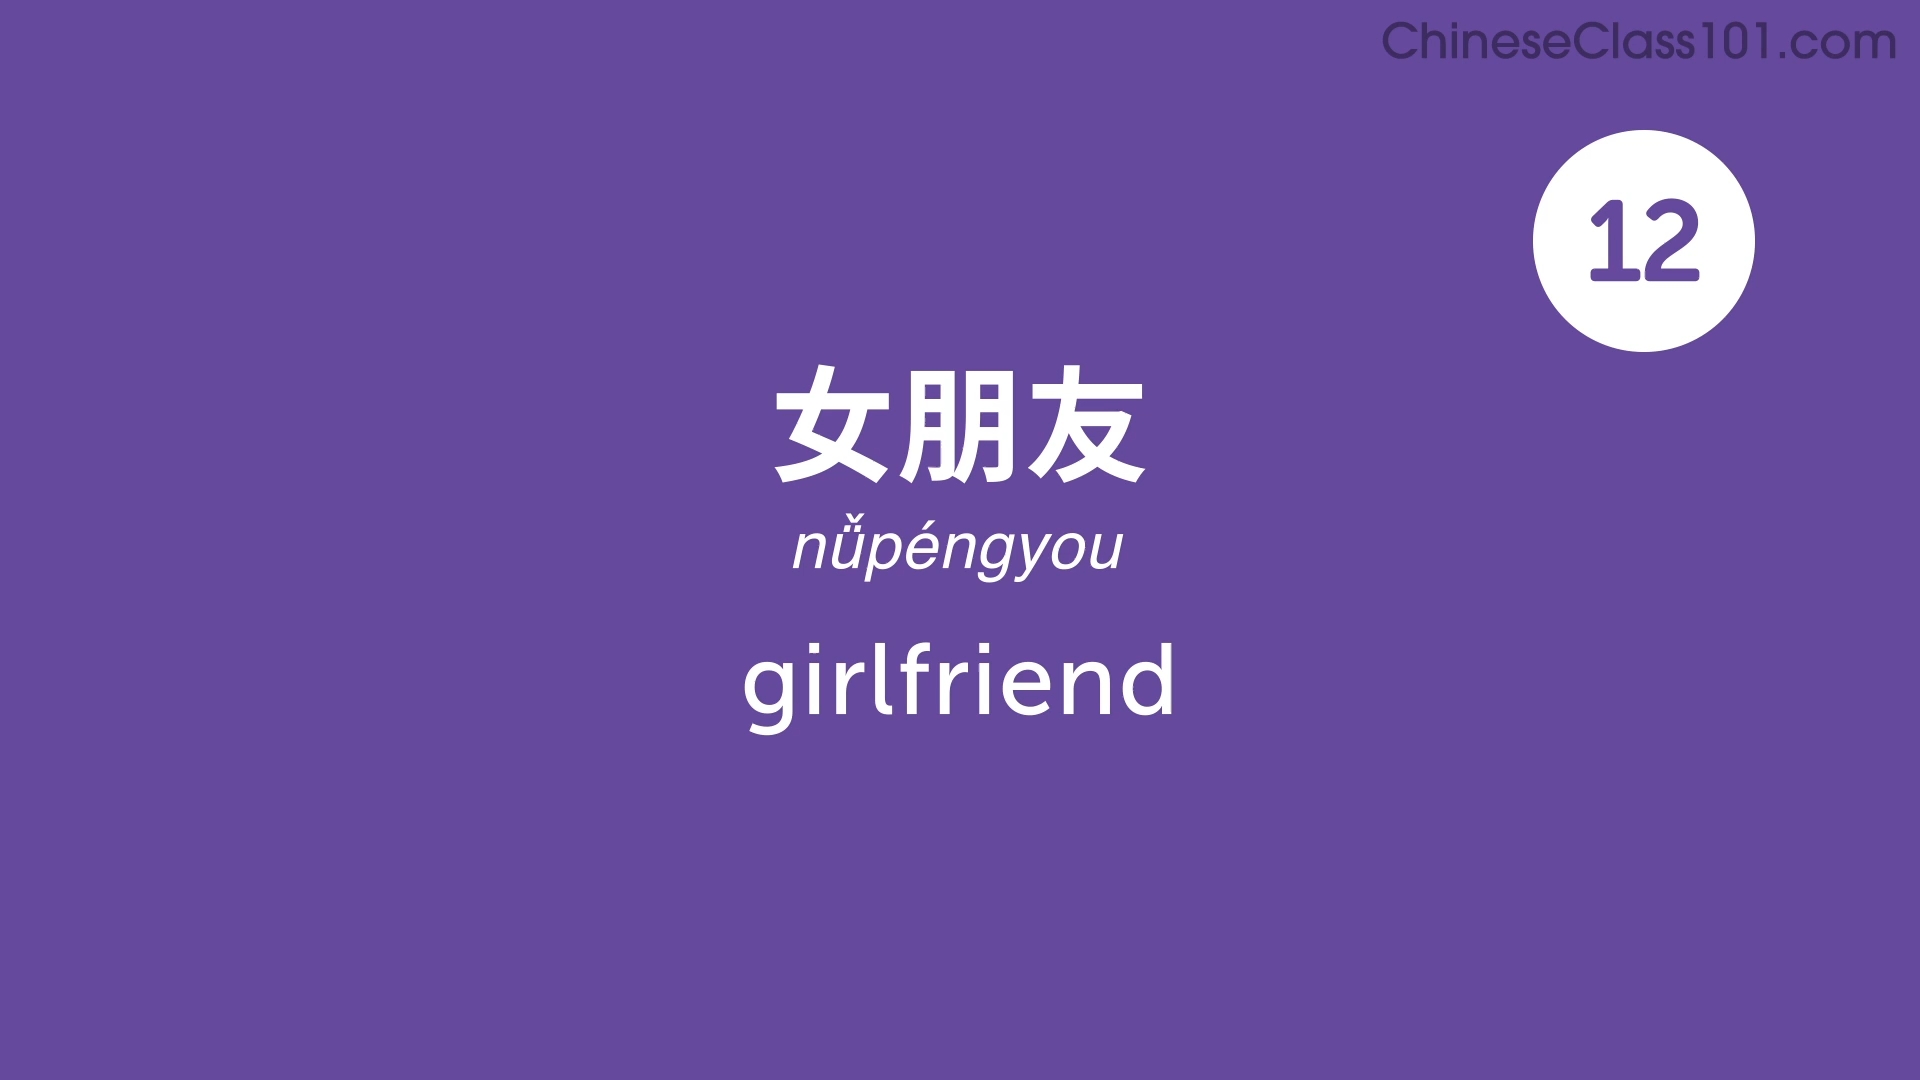 ChineseClass101.com
12
女朋友
nǚpéngyou
girlfriend